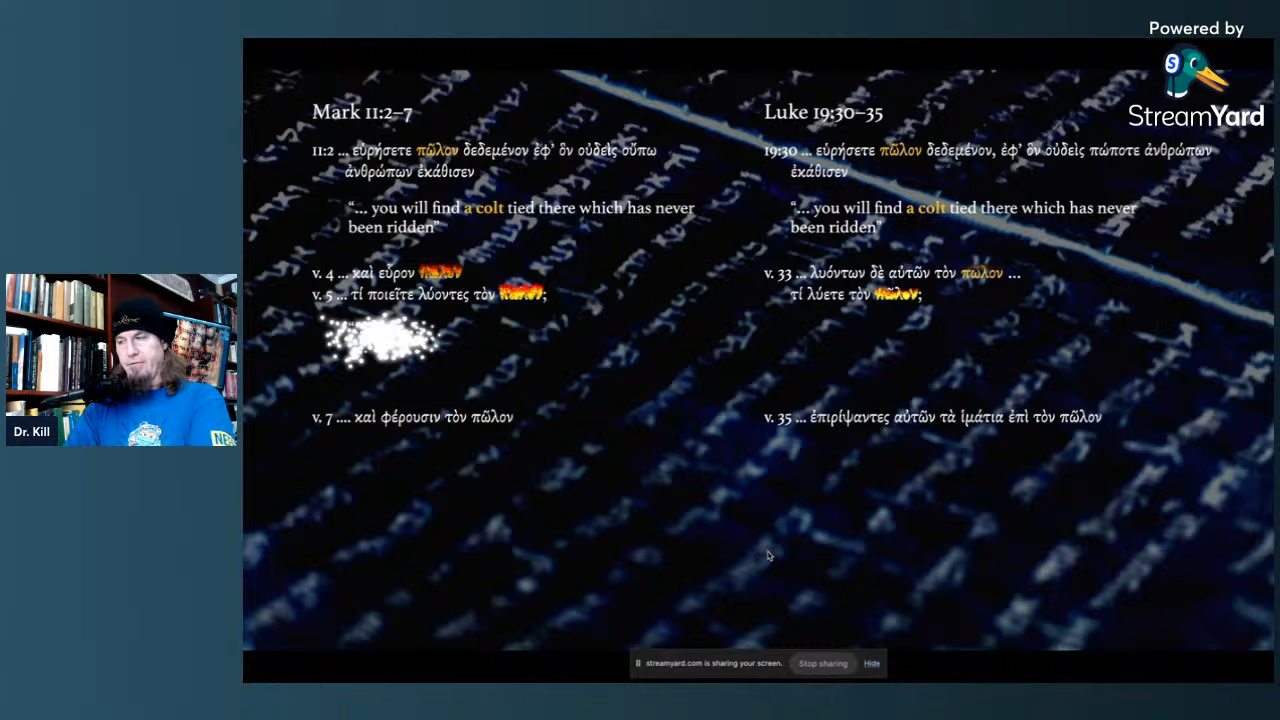 Powered by
StreamYard
Mark 11:2–7
11:2 ... εὑρήσετε πῶλον δεδεμένον ἐφ’ ὃν οὐδεὶς οὔπω
ἀνθρώπων ἐκάθισεν
“... you will find a colt tied there which has never
been ridden”
v. 4 ... καὶ εὗρον πῶλον
v. 5 ... τί ποιεῖτε λύοντες τὸν πῶλον;
v. 7 .... καὶ φέρουσιν τὸν πῶλον
Luke 19:30–35
19:30 ... εὑρήσετε πῶλον δεδεμένον, ἐφ’ ὃν οὐδεὶς πώποτε ἀνθρώπων
ἐκάθισεν
“... you will find a colt tied there which has never
been ridden”
v. 33 ... λυόντων δὲ αὐτῶν τὸν πῶλον ...
τί λύετε τὸν πῶλον;
v. 35 ... ἐπιρίψαντες αὐτῶν τὰ ἱμάτια ἐπὶ τὸν πῶλον
Dr. Kill
streamyard.com is sharing your screen.
Stop sharing
Hide